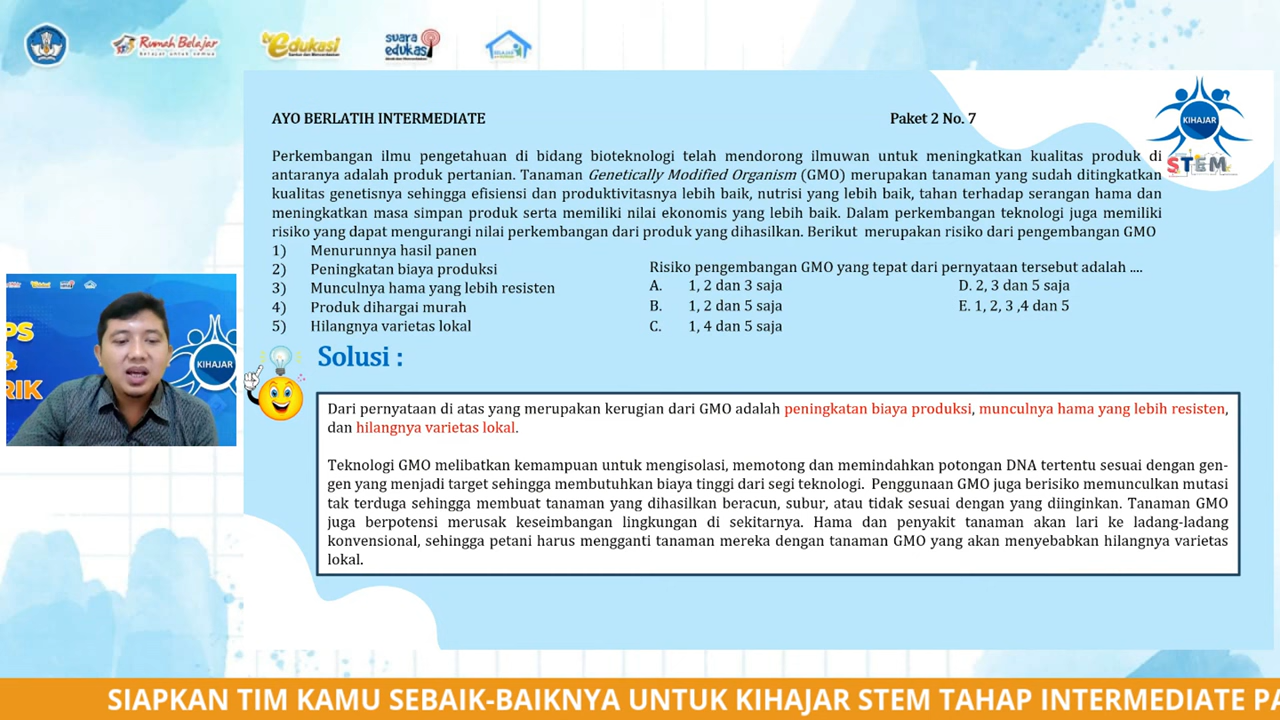 Rumah Belajar
Belajar untuk semua
tv Edukasi
Santun dan Mencerdaskan
suara
edukasi
AYO BERLATIH INTERMEDIATE
Paket 2 No. 7
KIHAJAR
STEM
Perkembangan ilmu pengetahuan di bidang bioteknologi telah mendorong ilmuwan untuk meningkatkan kualitas produk di
antaranya adalah produk pertanian. Tanaman Genetically Modified Organism (GMO) merupakan tanaman yang sudah ditingkatkan
kualitas genetisnya sehingga efisiensi dan produktivitasnya lebih baik, nutrisi yang lebih baik, tahan terhadap serangan hama dan
meningkatkan masa simpan produk serta memiliki nilai ekonomis yang lebih baik. Dalam perkembangan teknologi juga memiliki
risiko yang dapat mengurangi nilai perkembangan dari produk yang dihasilkan. Berikut merupakan risiko dari pengembangan GMO
1) Menurunnya hasil panen
2) Peningkatan biaya produksi
3) Munculnya hama yang lebih resisten
4) Produk dihargai murah
5) Hilangnya varietas lokal
Risiko pengembangan GMO yang tepat dari pernyataan tersebut adalah ....
A. 1, 2 dan 3 saja
B. 1, 2 dan 5 saja
C. 1, 4 dan 5 saja
D. 2, 3 dan 5 saja
E. 1, 2, 3 ,4 dan 5
PS
&
RIK
KIHAJAR
Solusi :
Dari pernyataan di atas yang merupakan kerugian dari GMO adalah peningkatan biaya produksi, munculnya hama yang lebih resisten,
dan hilangnya varietas lokal.
Teknologi GMO melibatkan kemampuan untuk mengisolasi, memotong dan memindahkan potongan DNA tertentu sesuai dengan gen-
gen yang menjadi target sehingga membutuhkan biaya tinggi dari segi teknologi. Penggunaan GMO juga berisiko memunculkan mutasi
tak terduga sehingga membuat tanaman yang dihasilkan beracun, subur, atau tidak sesuai dengan yang diinginkan. Tanaman GMO
juga berpotensi merusak keseimbangan lingkungan di sekitarnya. Hama dan penyakit tanaman akan lari ke ladang-ladang
konvensional, sehingga petani harus mengganti tanaman mereka dengan tanaman GMO yang akan menyebabkan hilangnya varietas
lokal.
SIAPKAN TIM KAMU SEBAIK-BAIKNYA UNTUK KIHAJAR STEM TAHAP INTERMEDIATE PA